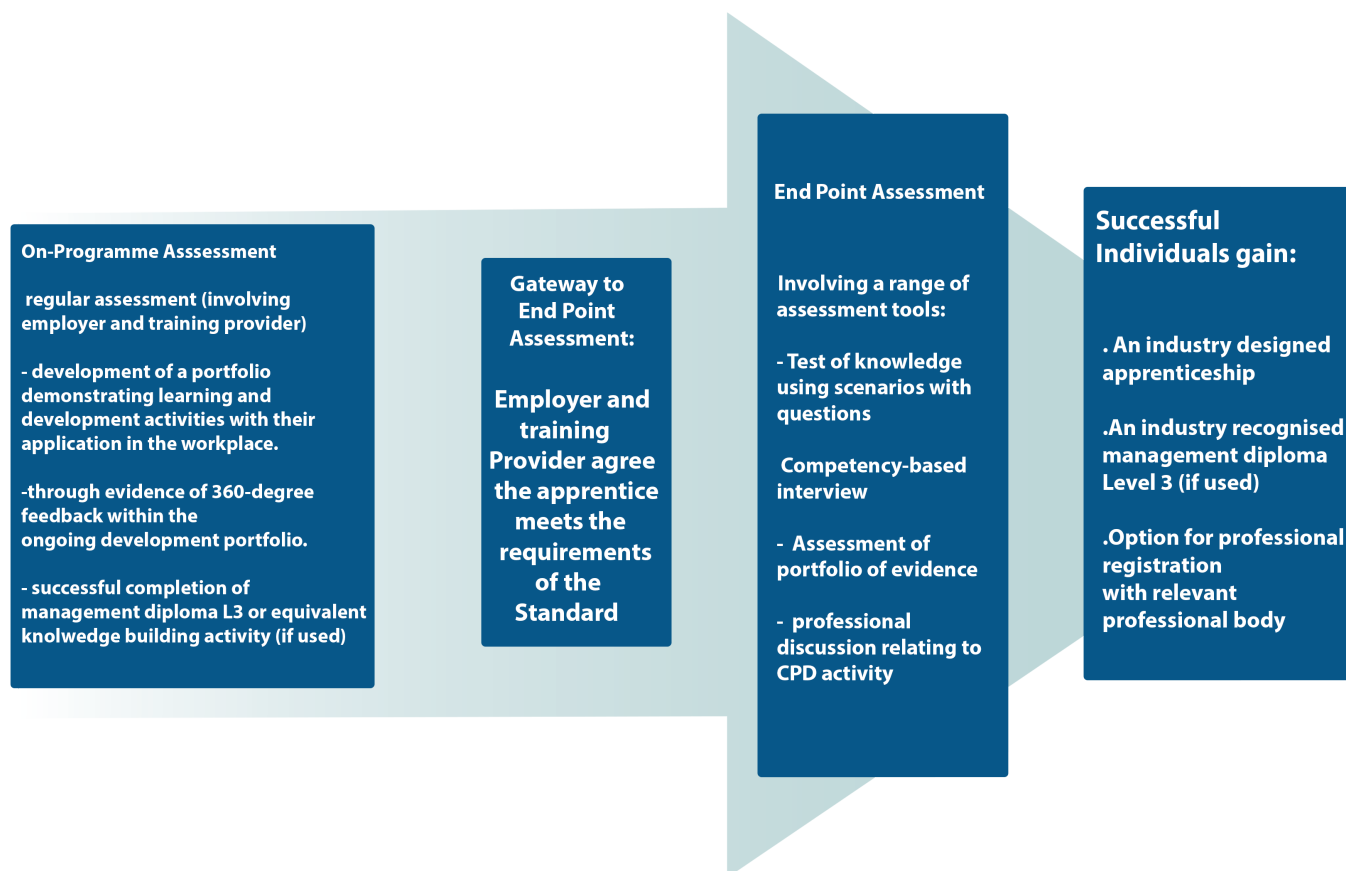 On-Programme Asssessment
regular assessment (involving
employer and training provider)
- development of a portfolio
demonstrating learning and
development activities with their
application in the workplace.
-through evidence of 360-degree
feedback within the
ongoing development portfolio.
- successful completion of
management diploma L3 or equivalent
knolwedge building activity (if used)
Gateway to
End Point
Assessment:
Employer and
training
Provider agree
the apprentice
meets the
requirements
of the
Standard
End Point Assessment
Involving a range of
assessment tools:
- Test of knowledge
using scenarios with
questions
Competency-based
interview
- Assessment of
portfolio of evidence
- professional
discussion relating to
CPD activity
Successful
Individuals gain:
. An industry designed
apprenticeship
.An industry recognised
management diploma
Level 3 (if used)
.Option for professional
registration
with relevant
professional body